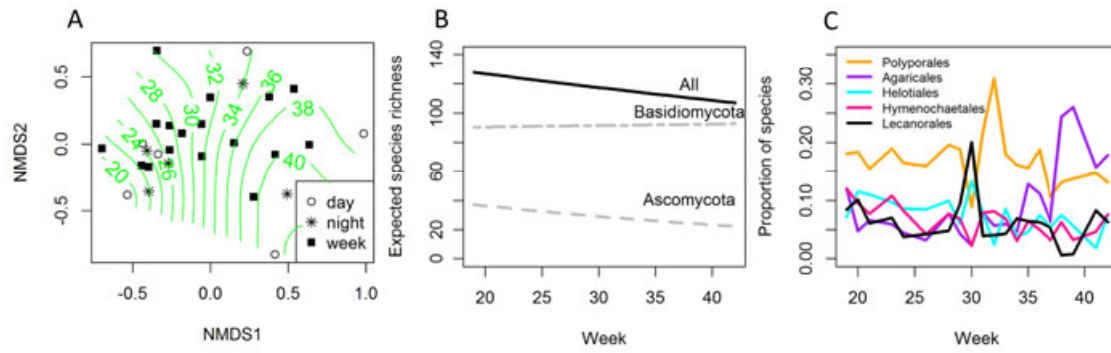 A
NMDS2
0.5
0.0
-0.5
-0.5
0.0
0.5
1.0
NMDS1
20
24
26
28
30
32
34
36
38
40
day
night
week
B
Expected species richness
140
100
80
60
40
20
0
All
Basidiomycota
Ascomycota
20
25
30
35
40
Week
C
Proportion of species
0.30
0.20
0.10
0.00
Polyporales
Agaricales
Helotiales
Hymenochaetales
Lecanorales
20
25
30
35
40
Week